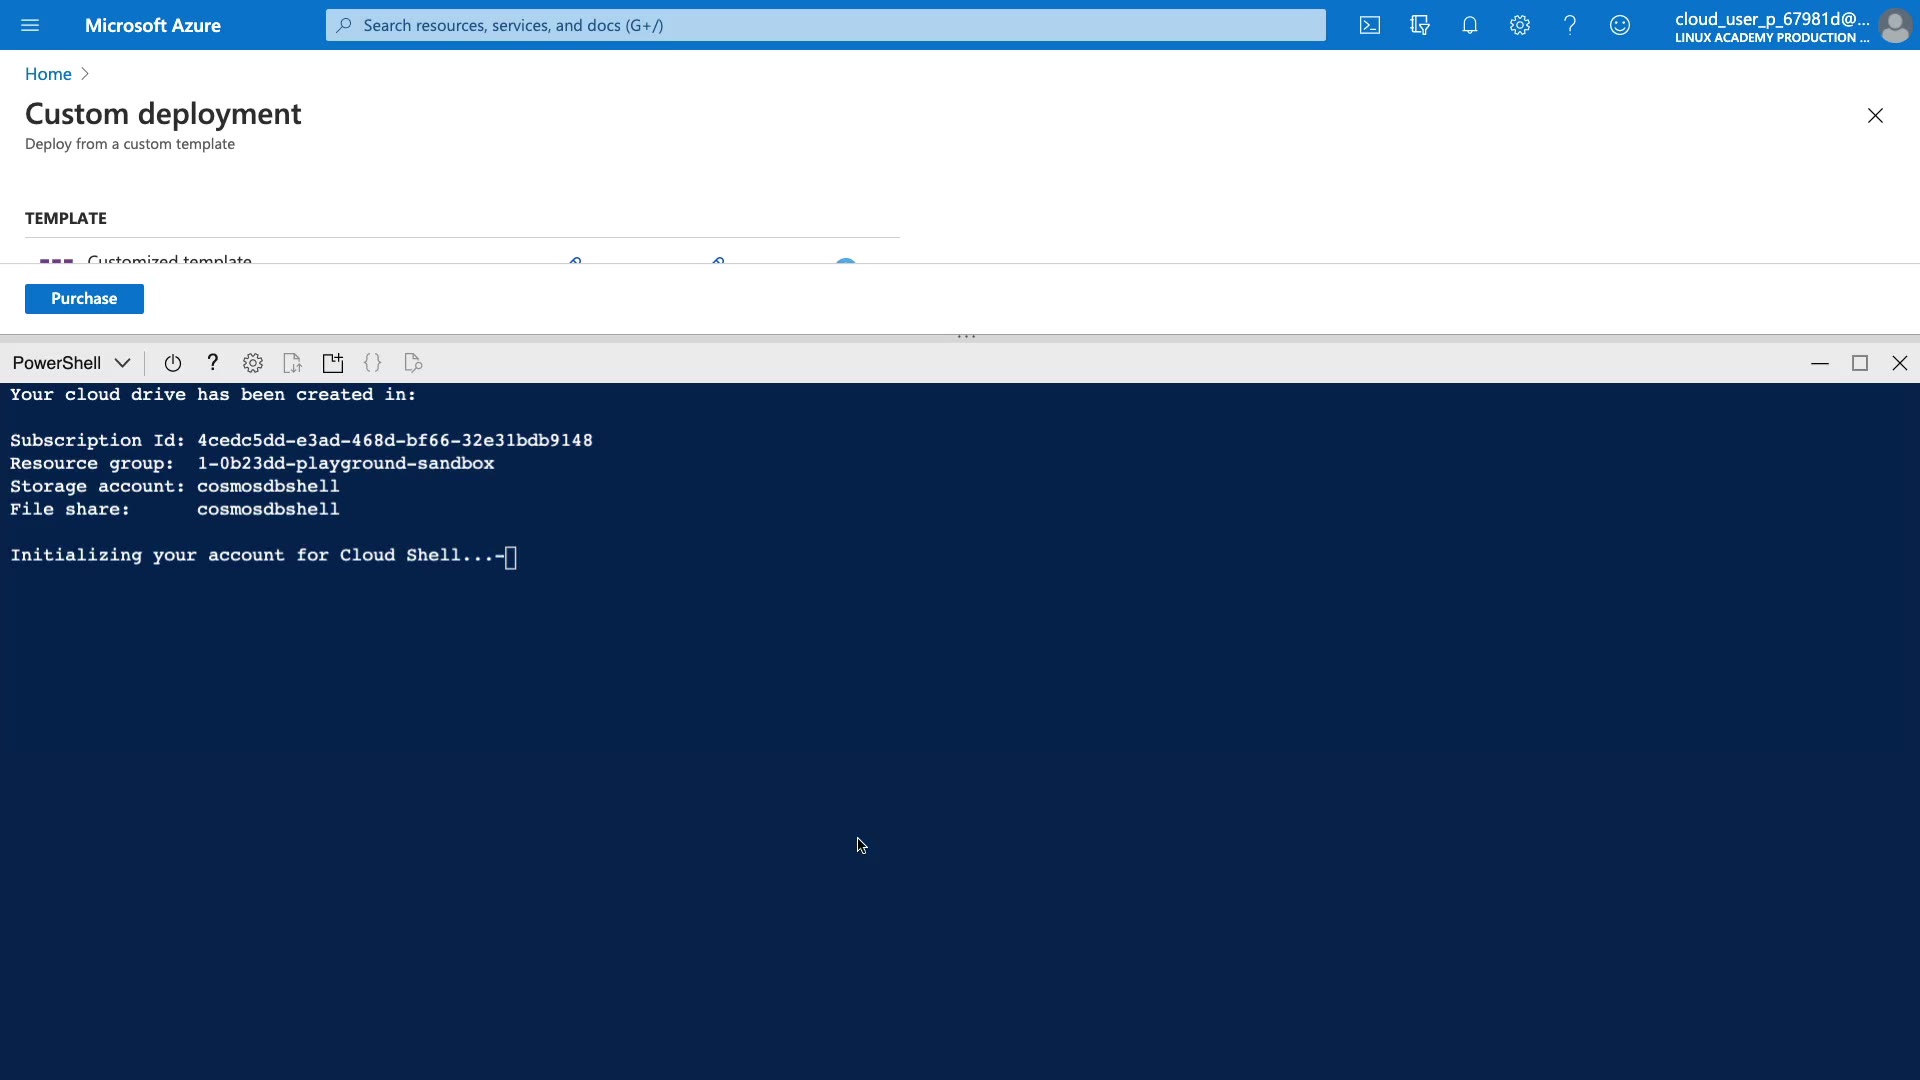 Microsoft Azure
Search resources, services, and docs (G+/)
cloud_user_p_67981d@...
LINUX ACADEMY PRODUCTION ...
Home
Custom deployment
Deploy from a custom template
TEMPLATE
Customized template
Purchase
PowerShell
Your cloud drive has been created in:
Subscription Id: 4cedc5dd-e3ad-468d-bf66-32e31bdb9148
Resource group: 1-0b23dd-playground-sandbox
Storage account: cosmosdbshell
File share: cosmosdbshell
Initializing your account for Cloud Shell...-